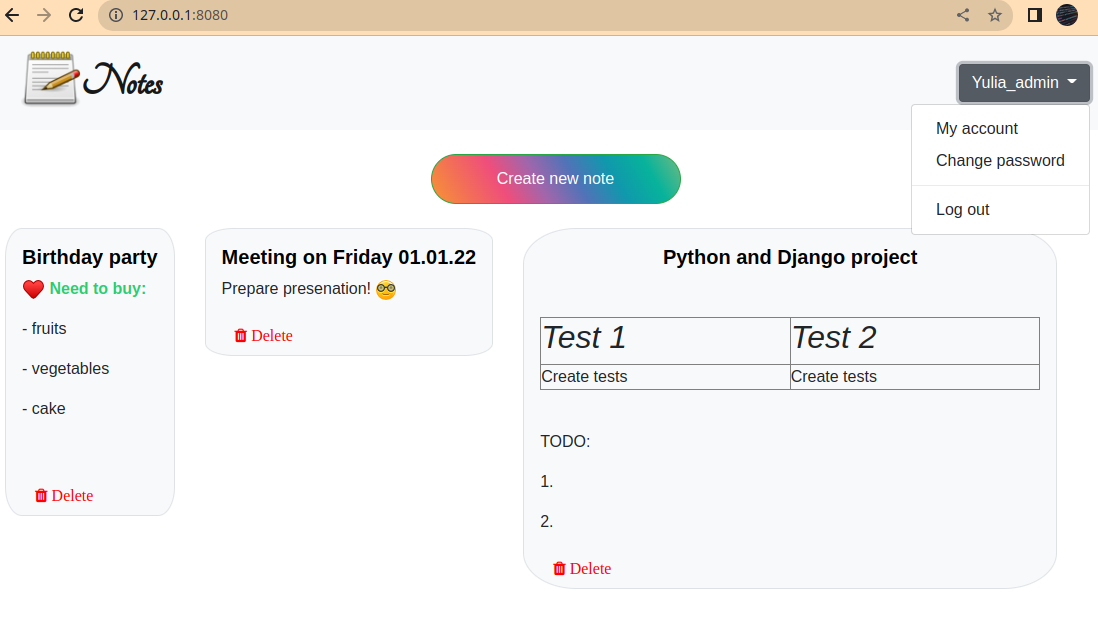 127.0.0.1:8080
Notes
Yulia_admin
My account
Change password
Log out
Create new note
Birthday party
Need to buy:
- fruits
- vegetables
- cake
Delete
Meeting on Friday 01.01.22
Prepare presenation!
Delete
Python and Django project
Test 1 Test 2
Create tests Create tests
TODO:
1.
2.
Delete